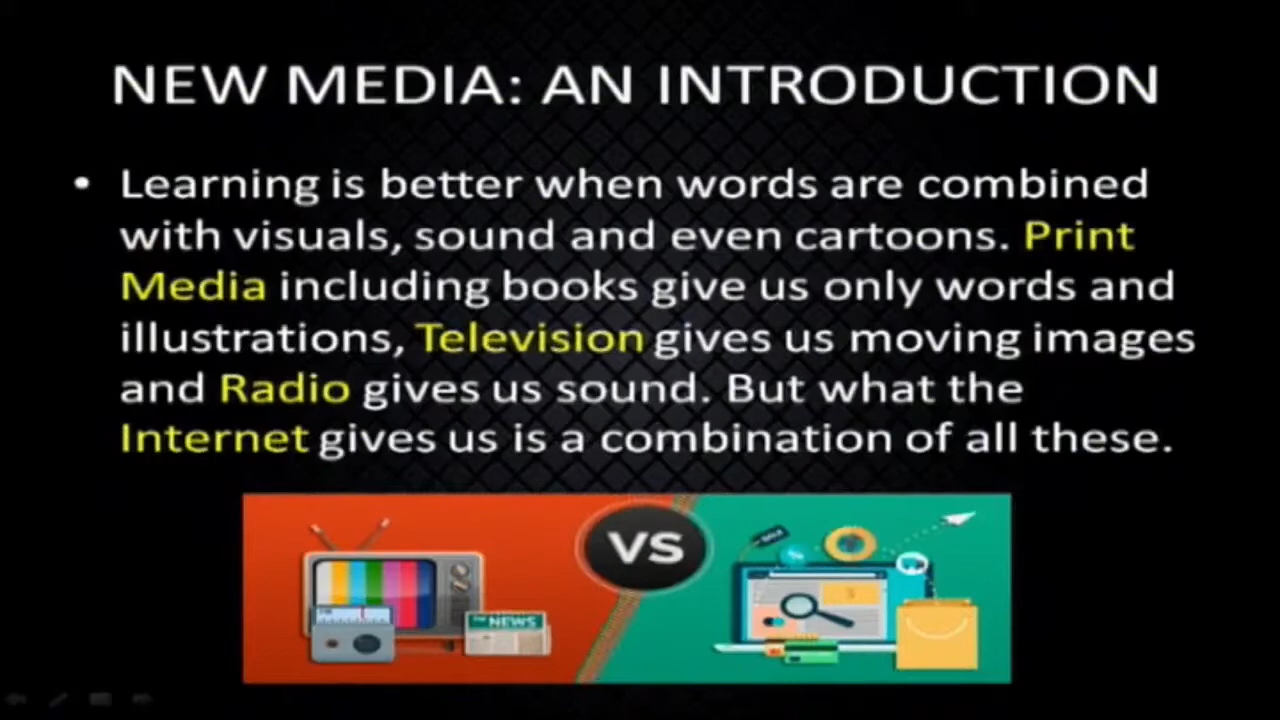 NEW MEDIA: AN INTRODUCTION
• Learning is better when words are combined
with visuals, sound and even cartoons. Print
Media including books give us only words and
illustrations, Television gives us moving images
and Radio gives us sound. But what the
Internet gives us is a combination of all these.
VS
NEWS